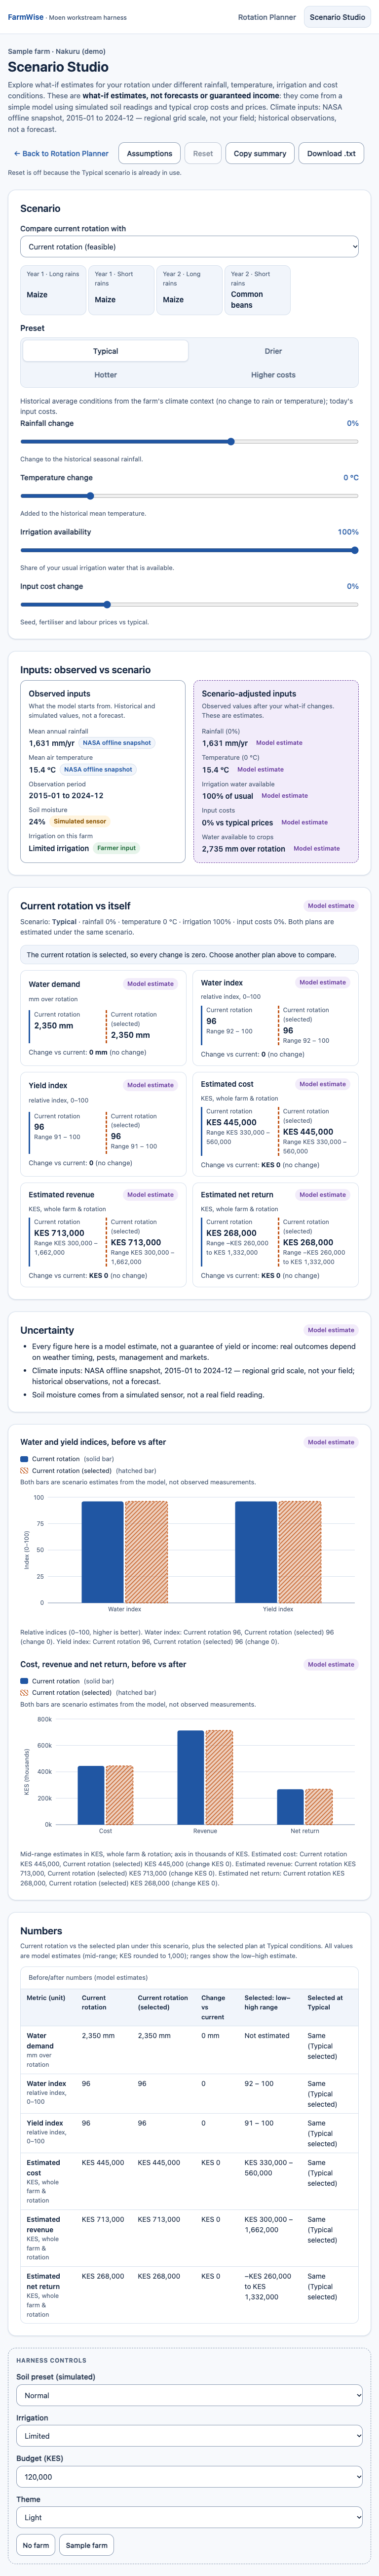 FarmWise · Moen workstream harness
Rotation Planner
Scenario Studio
Sample farm · Nakuru (demo)
Scenario Studio
Explore what-if estimates for your rotation under different rainfall, temperature, irrigation and cost
conditions. These are what-if estimates, not forecasts or guaranteed income: they come from a
simple model using simulated soil readings and typical crop costs and prices. Climate inputs: NASA
offline snapshot, 2015-01 to 2024-12 — regional grid scale, not your field; historical observations,
not a forecast.
← Back to Rotation Planner
Assumptions
Reset
Copy summary
Download .txt
Reset is off because the Typical scenario is already in use.
Scenario
Compare current rotation with
Current rotation (feasible)
Year 1 · Long rains
Maize
Year 1 · Short
rains
Maize
Year 2 · Long
rains
Maize
Year 2 · Short
rains
Common
beans
Preset
Typical
Drier
Hotter
Higher costs
Historical average conditions from the farm's climate context (no change to rain or temperature); today's
input costs.
Rainfall change
0%
Change to the historical seasonal rainfall.
Temperature change
0 °C
Added to the historical mean temperature.
Irrigation availability
100%
Share of your usual irrigation water that is available.
Input cost change
0%
Seed, fertiliser and labour prices vs typical.
Inputs: observed vs scenario
Observed inputs
What the model starts from. Historical and
simulated values, not a forecast.
Mean annual rainfall
1,631 mm/yr NASA offline snapshot
Mean air temperature
15.4 °C NASA offline snapshot
Observation period
2015-01 to 2024-12
Soil moisture
24% Simulated sensor
Irrigation on this farm
Limited irrigation Farmer input
Scenario-adjusted inputs
Observed values after your what-if changes.
These are estimates.
Rainfall (0%)
1,631 mm/yr Model estimate
Temperature (0 °C)
15.4 °C Model estimate
Irrigation water available
100% of usual Model estimate
Input costs
0% vs typical prices Model estimate
Water available to crops
2,735 mm over rotation Model estimate
Current rotation vs itself
Model estimate
Scenario: Typical · rainfall 0% · temperature 0 °C · irrigation 100% · input costs 0%. Both plans are
estimated under the same scenario.
The current rotation is selected, so every change is zero. Choose another plan above to compare.
Water demand
Model estimate
mm over rotation
Current rotation
2,350 mm
Current rotation
(selected)
2,350 mm
Change vs current: 0 mm (no change)
Water index
Model estimate
relative index, 0–100
Current rotation
96
Range 92 – 100
Current rotation
(selected)
96
Range 92 – 100
Change vs current: 0 (no change)
Yield index
Model estimate
relative index, 0–100
Current rotation
96
Range 91 – 100
Current rotation
(selected)
96
Range 91 – 100
Change vs current: 0 (no change)
Estimated cost
Model estimate
KES, whole farm & rotation
Current rotation
KES 445,000
Range KES 330,000 –
560,000
Current rotation
(selected)
KES 445,000
Range KES 330,000 –
560,000
Change vs current: KES 0 (no change)
Estimated revenue
Model estimate
KES, whole farm & rotation
Current rotation
KES 713,000
Range KES 300,000 –
1,662,000
Current rotation
(selected)
KES 713,000
Range KES 300,000 –
1,662,000
Change vs current: KES 0 (no change)
Estimated net return
Model estimate
KES, whole farm & rotation
Current rotation
KES 268,000
Range −KES 260,000
to KES 1,332,000
Current rotation
(selected)
KES 268,000
Range −KES 260,000
to KES 1,332,000
Change vs current: KES 0 (no change)
Uncertainty
Model estimate
• Every figure here is a model estimate, not a guarantee of yield or income: real outcomes depend
on weather timing, pests, management and markets.
• Climate inputs: NASA offline snapshot, 2015-01 to 2024-12 — regional grid scale, not your field;
historical observations, not a forecast.
• Soil moisture comes from a simulated sensor, not a real field reading.
Water and yield indices, before vs after
Model estimate
Current rotation (solid bar)
Current rotation (selected) (hatched bar)
Both bars are scenario estimates from the model, not observed measurements.
Index (0–100)
100
75
50
25
0
Water index
Yield index
Relative indices (0–100, higher is better). Water index: Current rotation 96, Current rotation (selected) 96
(change 0). Yield index: Current rotation 96, Current rotation (selected) 96 (change 0).
Cost, revenue and net return, before vs after
Model estimate
Current rotation (solid bar)
Current rotation (selected) (hatched bar)
Both bars are scenario estimates from the model, not observed measurements.
KES (thousands)
800k
600k
400k
200k
0k
Cost
Revenue
Net return
Mid-range estimates in KES, whole farm & rotation; axis in thousands of KES. Estimated cost: Current rotation
KES 445,000, Current rotation (selected) KES 445,000 (change KES 0). Estimated revenue: Current rotation KES
713,000, Current rotation (selected) KES 713,000 (change KES 0). Estimated net return: Current rotation KES
268,000, Current rotation (selected) KES 268,000 (change KES 0).
Numbers
Current rotation vs the selected plan under this scenario, plus the selected plan at Typical conditions. All values
are model estimates (mid-range; KES rounded to 1,000); ranges show the low–high estimate.
Before/after numbers (model estimates)
Metric (unit)
Current
rotation
Current rotation
(selected)
Change
vs
current
Selected: low–
high range
Selected at
Typical
Water
demand
mm over
rotation
2,350 mm
2,350 mm
0 mm
Not estimated
Same
(Typical
selected)
Water index
relative index,
0–100
96
96
0
92 – 100
Same
(Typical
selected)
Yield index
relative index,
0–100
96
96
0
91 – 100
Same
(Typical
selected)
Estimated
cost
KES, whole
farm &
rotation
KES 445,000
KES 445,000
KES 0
KES 330,000 –
560,000
Same
(Typical
selected)
Estimated
revenue
KES, whole
farm &
rotation
KES 713,000
KES 713,000
KES 0
KES 300,000 –
1,662,000
Same
(Typical
selected)
Estimated
net return
KES, whole
farm &
rotation
KES 268,000
KES 268,000
KES 0
−KES 260,000
to KES
1,332,000
Same
(Typical
selected)
HARNESS CONTROLS
Soil preset (simulated)
Normal
Irrigation
Limited
Budget (KES)
120,000
Theme
Light
No farm
Sample farm